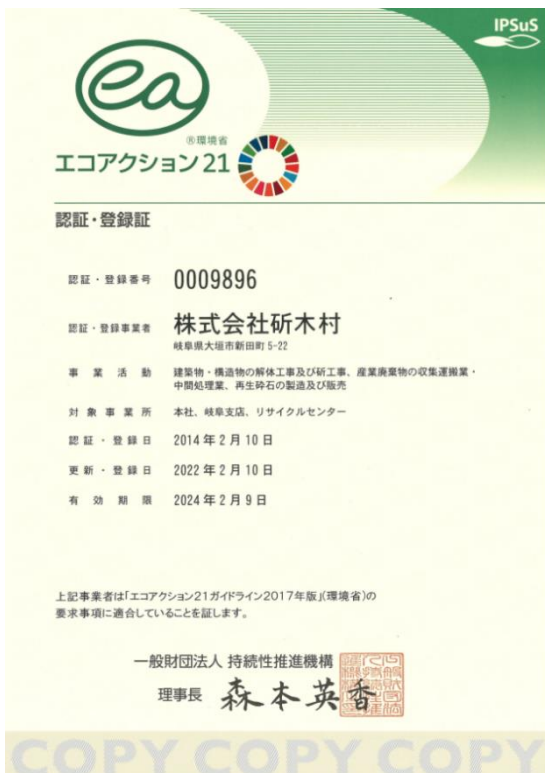 IPSuS
ea
®環境省
エコアクション21
認証・登録証
認証・登録番号 0009896
認証・登録事業者 株式会社斫木村
岐阜県大垣市新田町 5-22
事業活動 建築物・構造物の解体工事及び斫工事、産業廃棄物の収集運搬業・
中間処理業、再生砕石の製造及び販売
対象事業所 本社、岐阜支店、リサイクルセンター
認証・登録日 2014年2月10日
更新・登録日 2022年2月10日
有効期限 2024年2月9日
上記事業者は「エコアクション21ガイドライン2017年版」(環境省)の
要求事項に適合していることを証します。
一般財団法人 持続性推進機構
理事長 森本英香
COPY COPY COPY